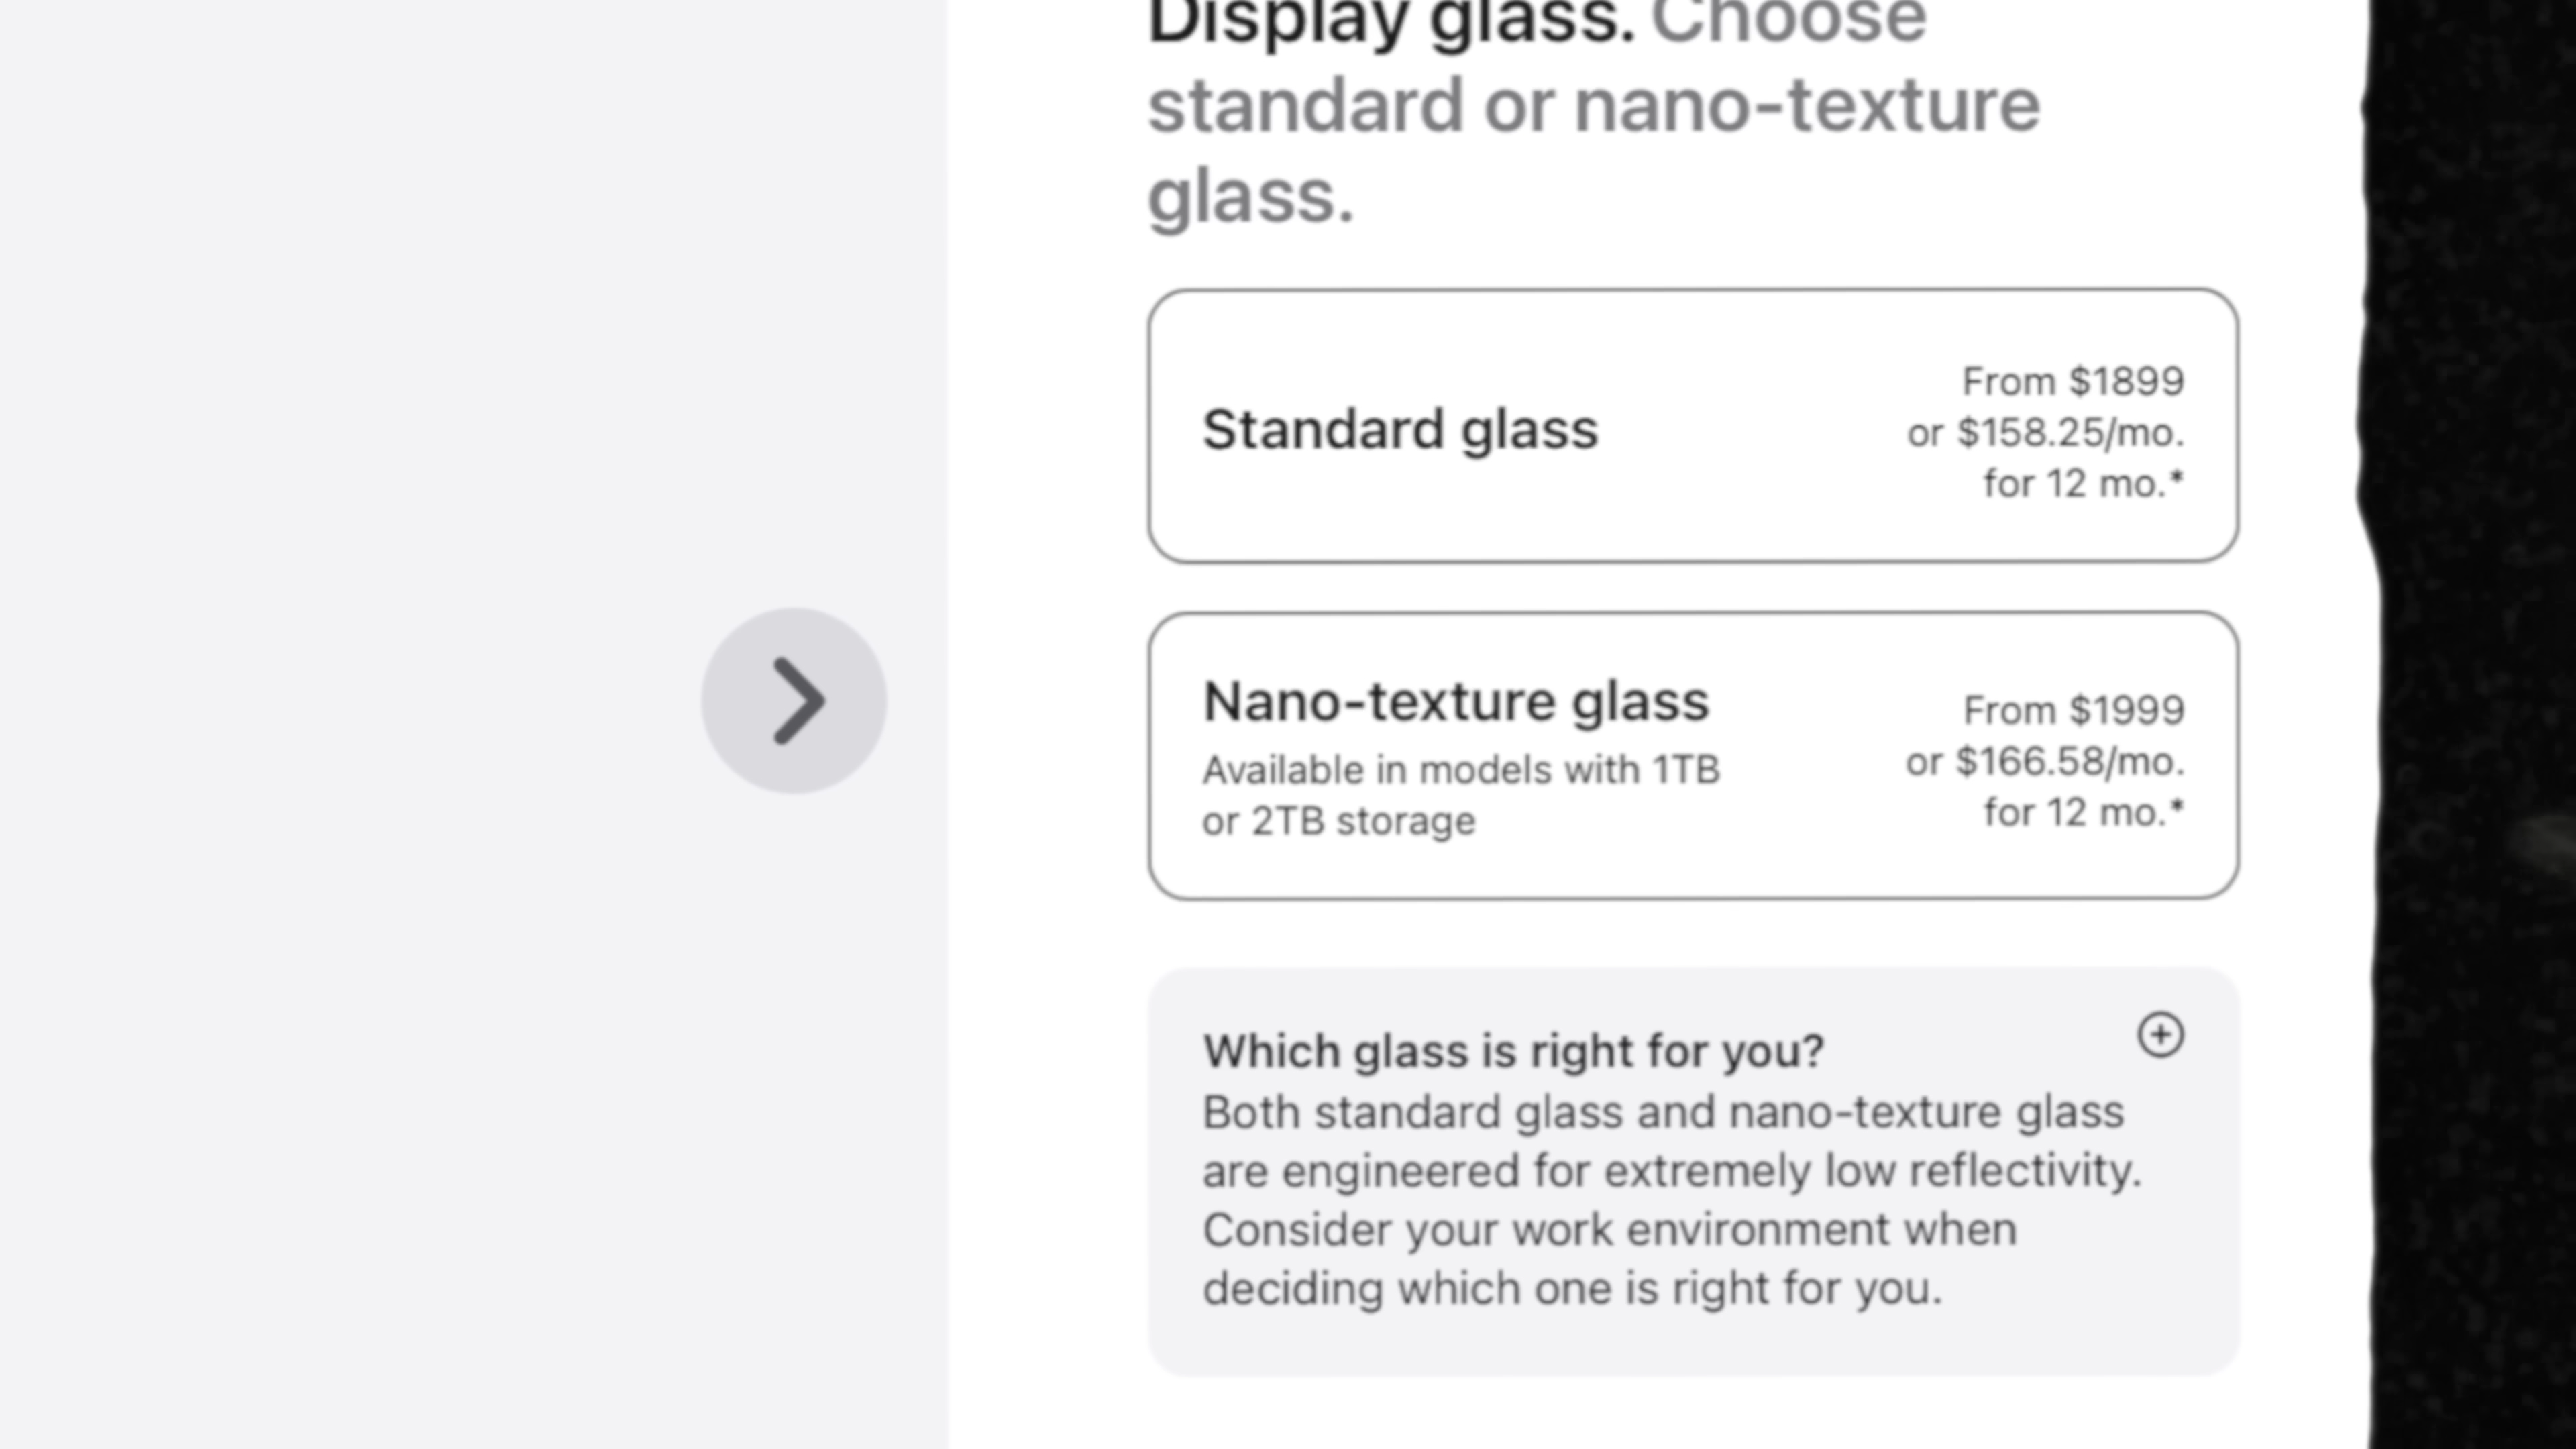 Display glass. Choose
standard or nano-texture
glass.
Standard glass
From $1899
or $158.25/mo.
for 12 mo.*
Nano-texture glass
Available in models with 1TB
or 2TB storage
From $1999
or $166.58/mo.
for 12 mo.*
Which glass is right for you?
Both standard glass and nano-texture glass
are engineered for extremely low reflectivity.
Consider your work environment when
deciding which one is right for you.